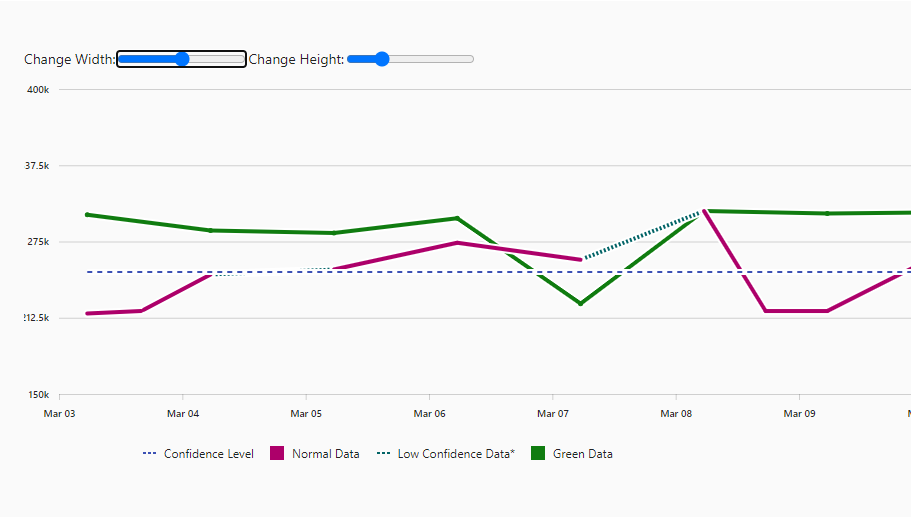 Change Width: Change Height:
400k
37.5k
275k
12.5k
150k
Mar 03 Mar 04 Mar 05 Mar 06 Mar 07 Mar 08 Mar 09
Confidence Level Normal Data Low Confidence Data* Green Data